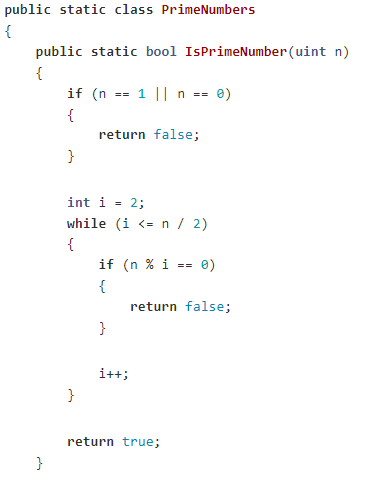 public static class PrimeNumbers
{
    public static bool IsPrimeNumber(uint n)
    {
        if (n == 1 || n == 0)
        {
            return false;
        }

        int i = 2;
        while (i <= n / 2)
        {
            if (n % i == 0)
            {
                return false;
            }

            i++;
        }

        return true;
    }